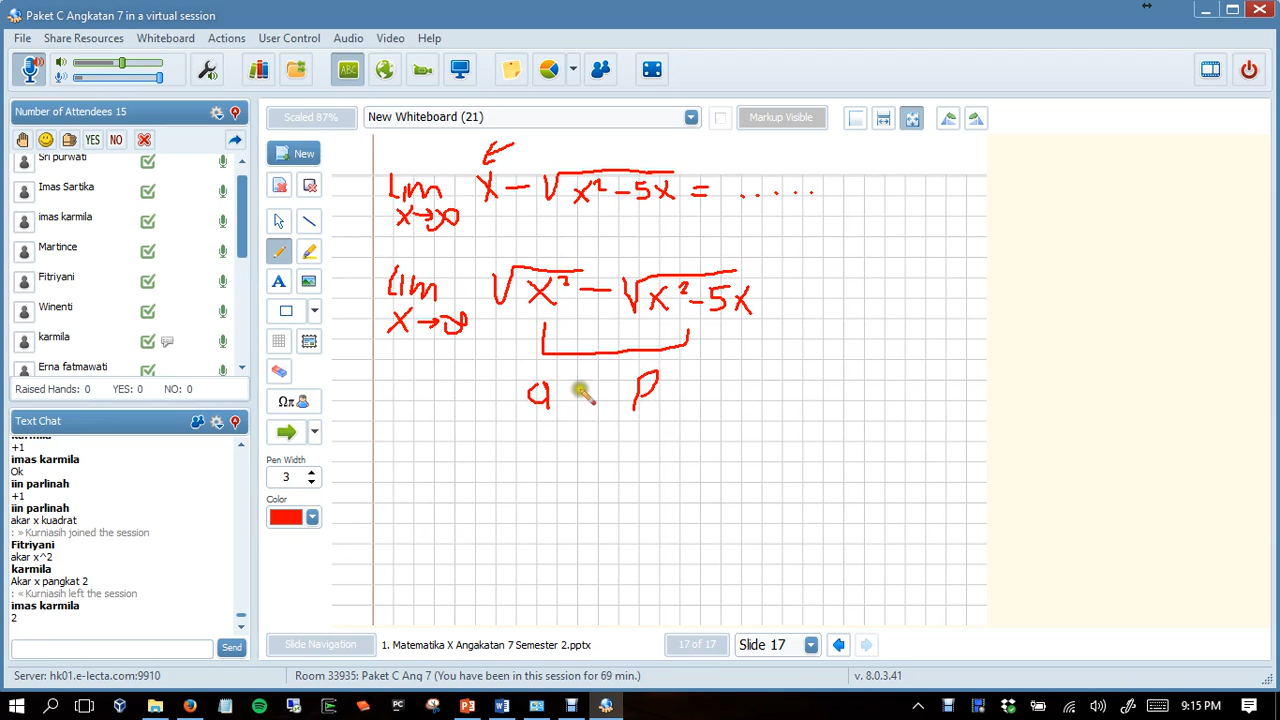 Paket C Angkatan 7 in a virtual session
File Share Resources Whiteboard Actions User Control Audio Video Help
ABC
Number of Attendees 15
YES NO
Sri purwati
Imas Sartika
imas karmila
Martince
Fitriyani
Winenti
karmila
Erna fatmawati
Raised Hands: 0 YES: 0 NO: 0
Text Chat
karmila
+1
imas karmila
Ok
iin parlinah
+1
iin parlinah
akar x kuadrat
: » Kurniasih joined the session
Fitriyani
akar x^2
karmila
Akar x pangkat 2
: « Kurniasih left the session
imas karmila
2
Send
Scaled 87%
New Whiteboard (21)
Markup Visible
New
A
Ωπ
Pen Width
3
Color
lim x→∞ x − √x² − 5x = . . . . .
lim x→∞ √x² − √x² − 5x
a p
Slide Navigation
1. Matematika X Angakatan 7 Semester 2.pptx
17 of 17
Slide 17
Server: hk01.e-lecta.com:9910
Room 33935: Paket C Ang 7 (You have been in this session for 69 min.)
v. 8.0.3.41
9:15 PM